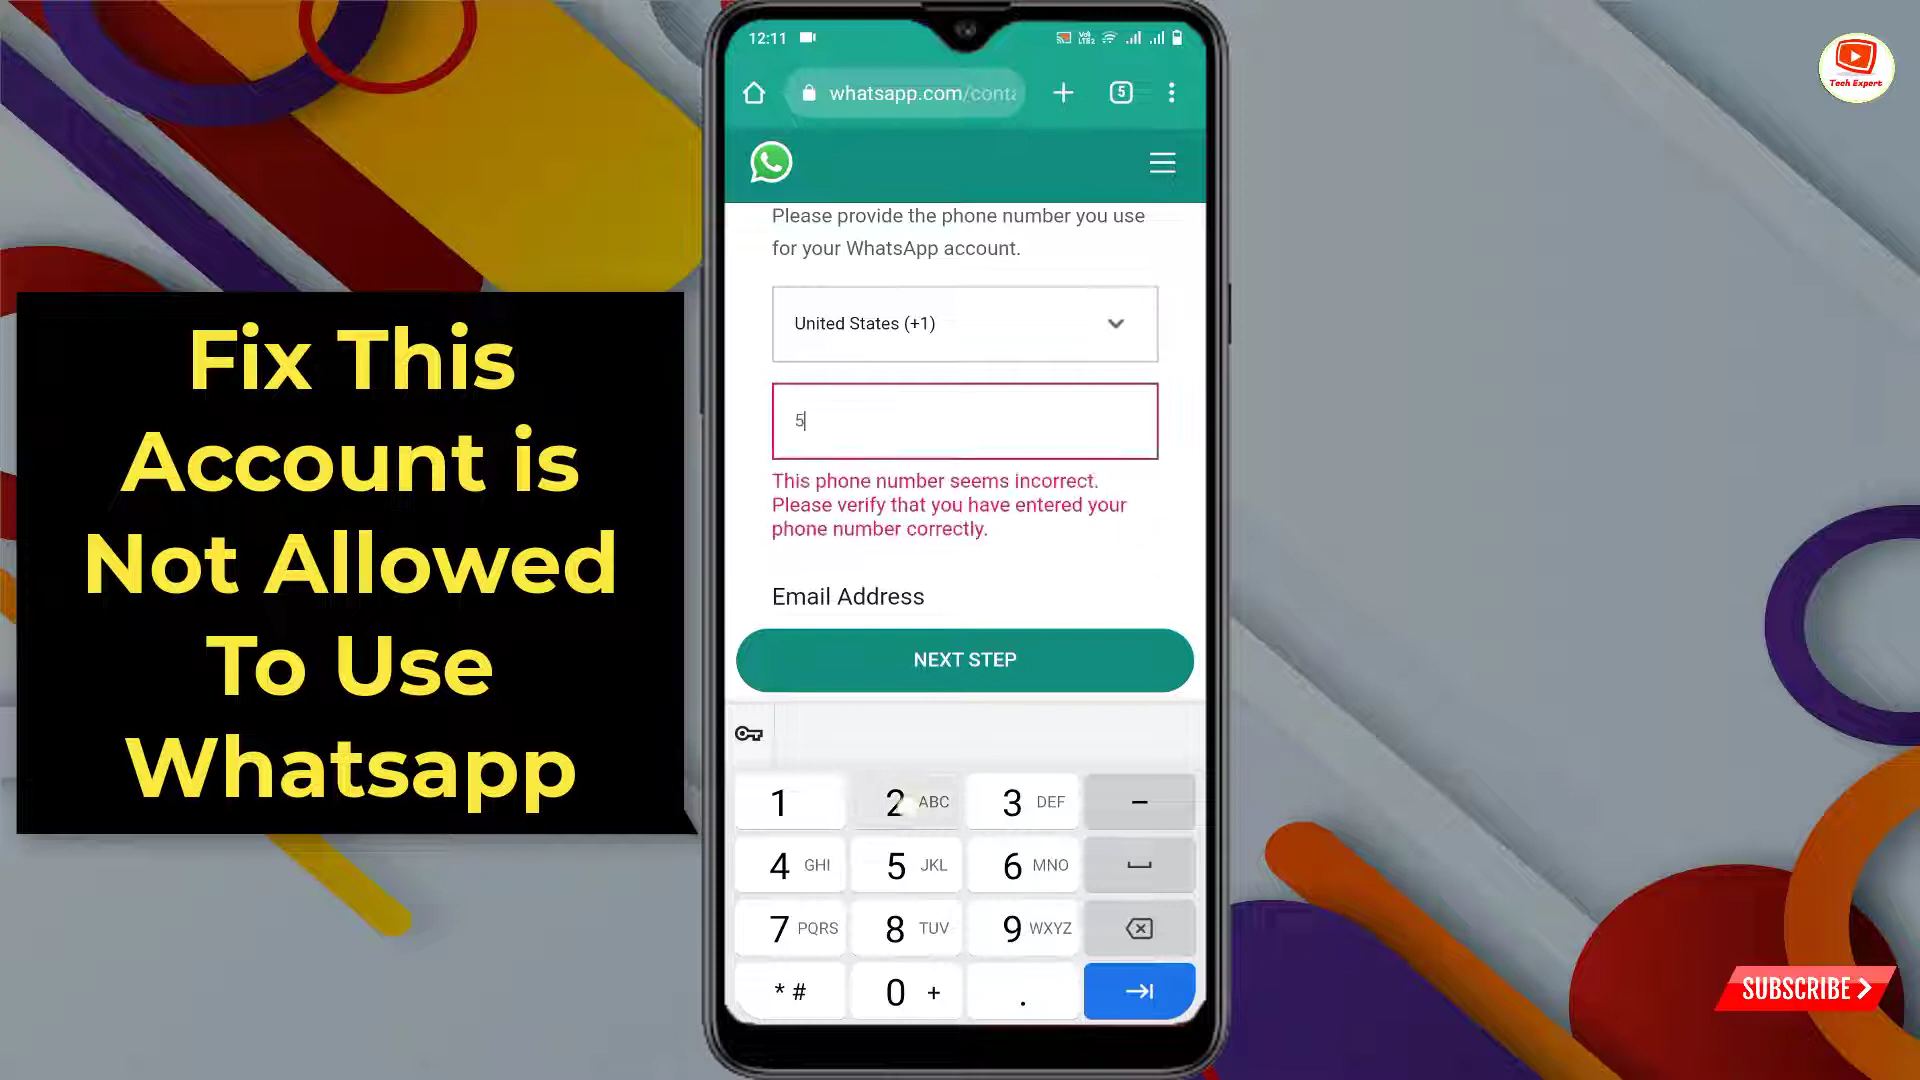 Fix This
Account is
Not Allowed
To Use
Whatsapp
12:11
Vo) LTE2
whatsapp.com/conta
5
Please provide the phone number you use
for your WhatsApp account.
United States (+1)
5
This phone number seems incorrect.
Please verify that you have entered your
phone number correctly.
Email Address
NEXT STEP
1
2 ABC
3 DEF
-
4 GHI
5 JKL
6 MNO
7 PQRS
8 TUV
9 WXYZ
* #
0 +
.
Tech Expert
SUBSCRIBE